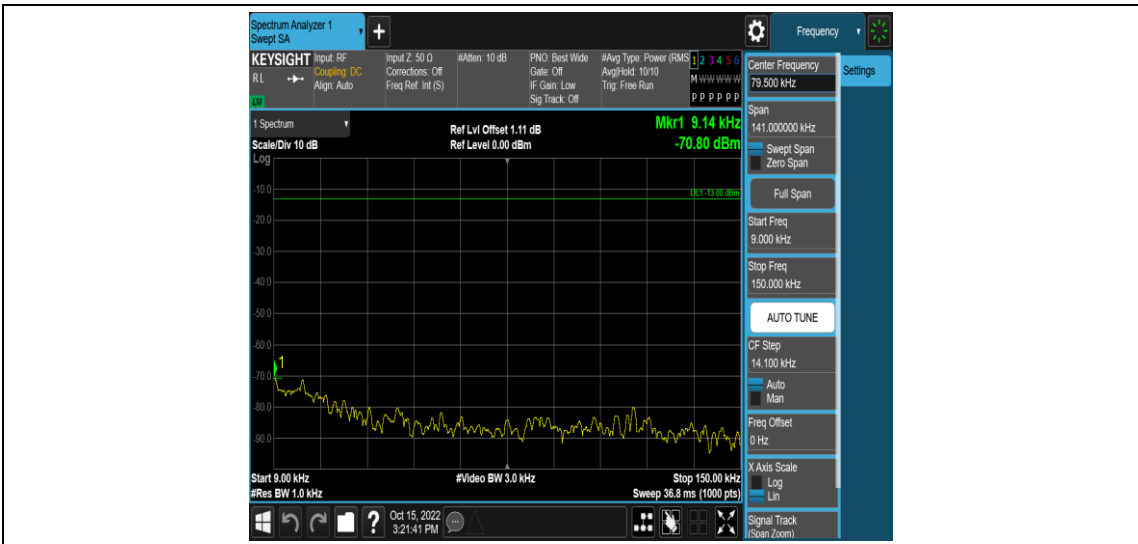 Spectrum Analyzer 1
Swept SA
+
Frequency
KEYSIGHT
RL
LXI
Input: RF
Coupling: DC
Align: Auto
Input Z: 50 Ω
Corrections: Off
Freq Ref: Int (S)
#Atten: 10 dB
PNO: Best Wide
Gate: Off
IF Gain: Low
Sig Track: Off
#Avg Type: Power (RMS
Avg|Hold: 10/10
Trig: Free Run
1 2 3 4 5 6
M W W W W W
P P P P P P
Center Frequency
79.500 kHz
Settings
Span
141.000000 kHz
Swept Span
Zero Span
Full Span
Start Freq
9.000 kHz
Stop Freq
150.000 kHz
AUTO TUNE
CF Step
14.100 kHz
Auto
Man
Freq Offset
0 Hz
X Axis Scale
Log
Lin
Signal Track
(Span Zoom)
1 Spectrum
Scale/Div 10 dB
Log
Ref Lvl Offset 1.11 dB
Ref Level 0.00 dBm
Mkr1 9.14 kHz
-70.80 dBm
DL1 -13.00 dBm
-10.0
-20.0
-30.0
-40.0
-50.0
-60.0
1
-70.0
-80.0
-90.0
Start 9.00 kHz
#Video BW 3.0 kHz
Stop 150.00 kHz
#Res BW 1.0 kHz
Sweep 36.8 ms (1000 pts)
?
Oct 15, 2022
3:21:41 PM